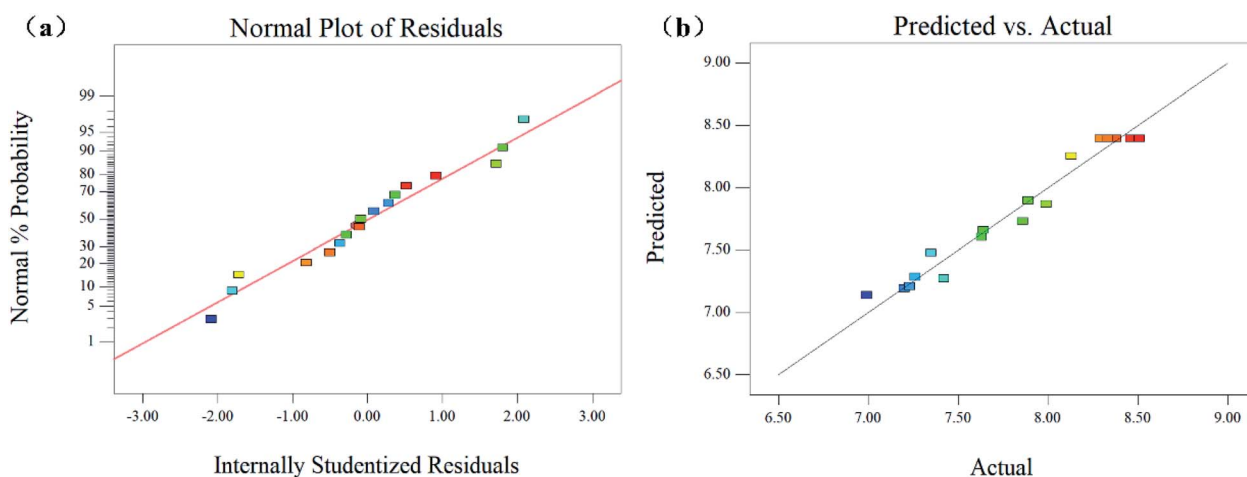 (a)
Normal Plot of Residuals
Normal % Probability
99
95
90
80
70
50
30
20
10
5
1
-3.00 -2.00 -1.00 0.00 1.00 2.00 3.00
Internally Studentized Residuals
(b)
Predicted vs. Actual
Predicted
9.00
8.50
8.00
7.50
7.00
6.50
6.50 7.00 7.50 8.00 8.50 9.00
Actual